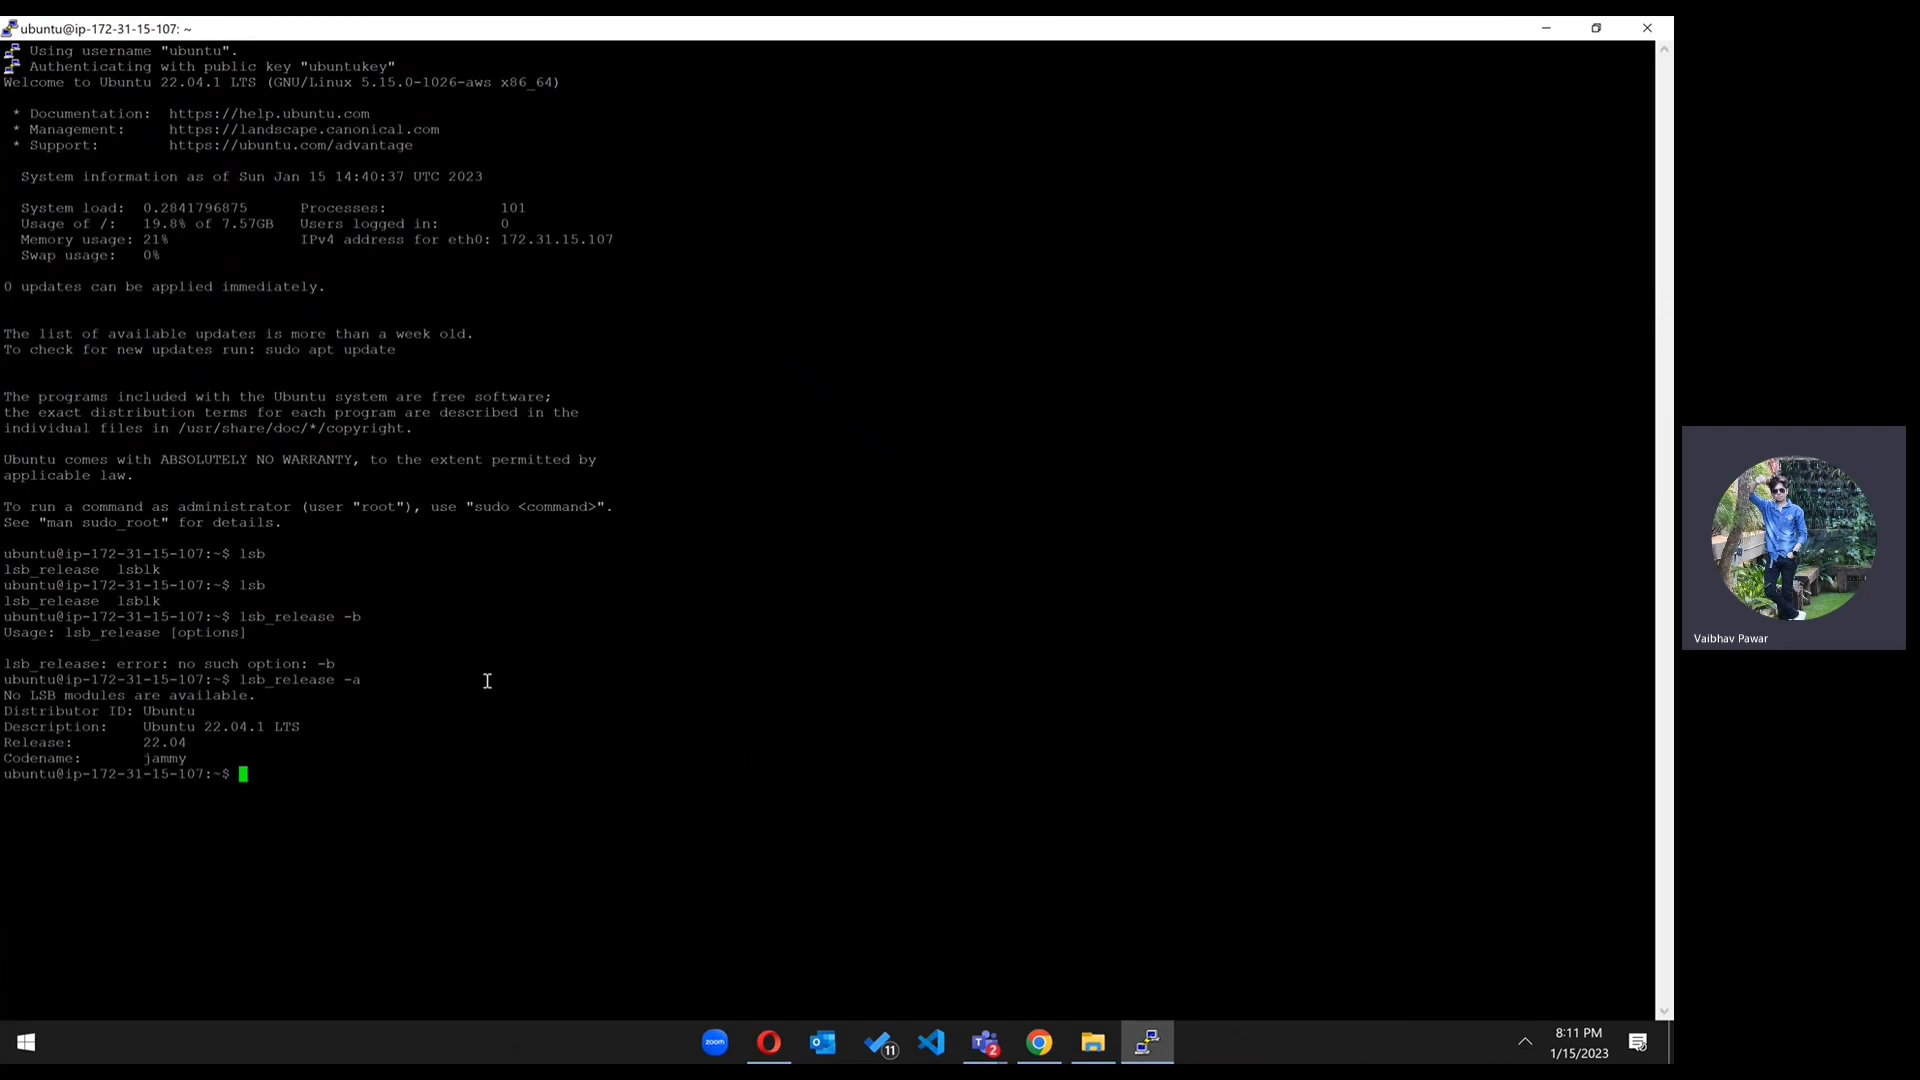 ubuntu@ip-172-31-15-107: ~
Using username "ubuntu".
Authenticating with public key "ubuntukey"
Welcome to Ubuntu 22.04.1 LTS (GNU/Linux 5.15.0-1026-aws x86_64)
* Documentation:  https://help.ubuntu.com
* Management:     https://landscape.canonical.com
* Support:        https://ubuntu.com/advantage
System information as of Sun Jan 15 14:40:37 UTC 2023
System load:  0.2841796875      Processes:             101
Usage of /:   19.8% of 7.57GB   Users logged in:       0
Memory usage: 21%               IPv4 address for eth0: 172.31.15.107
Swap usage:   0%
0 updates can be applied immediately.
The list of available updates is more than a week old.
To check for new updates run: sudo apt update
The programs included with the Ubuntu system are free software;
the exact distribution terms for each program are described in the
individual files in /usr/share/doc/*/copyright.
Ubuntu comes with ABSOLUTELY NO WARRANTY, to the extent permitted by
applicable law.
To run a command as administrator (user "root"), use "sudo <command>".
See "man sudo_root" for details.
ubuntu@ip-172-31-15-107:~$ lsb
lsb_release  lsblk
ubuntu@ip-172-31-15-107:~$ lsb
lsb_release  lsblk
ubuntu@ip-172-31-15-107:~$ lsb_release -b
Usage: lsb_release [options]
lsb_release: error: no such option: -b
ubuntu@ip-172-31-15-107:~$ lsb_release -a
No LSB modules are available.
Distributor ID: Ubuntu
Description:    Ubuntu 22.04.1 LTS
Release:        22.04
Codename:       jammy
ubuntu@ip-172-31-15-107:~$
Vaibhav Pawar
zoom
11
T
2
8:11 PM
1/15/2023